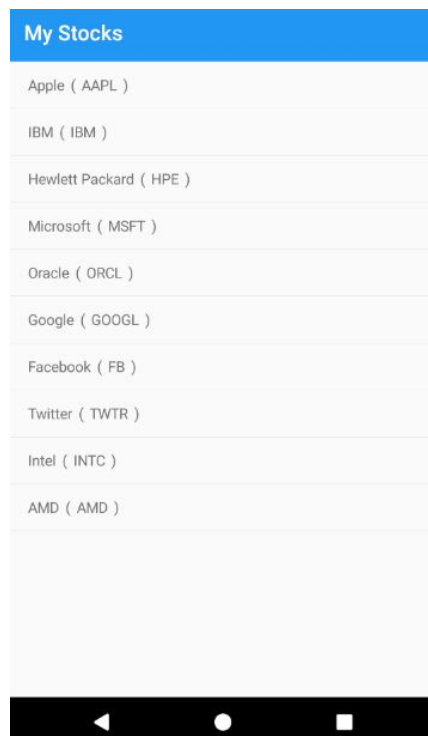 My Stocks
Apple ( AAPL )
IBM ( IBM )
Hewlett Packard ( HPE )
Microsoft ( MSFT )
Oracle ( ORCL )
Google ( GOOGL )
Facebook ( FB )
Twitter ( TWTR )
Intel ( INTC )
AMD ( AMD )